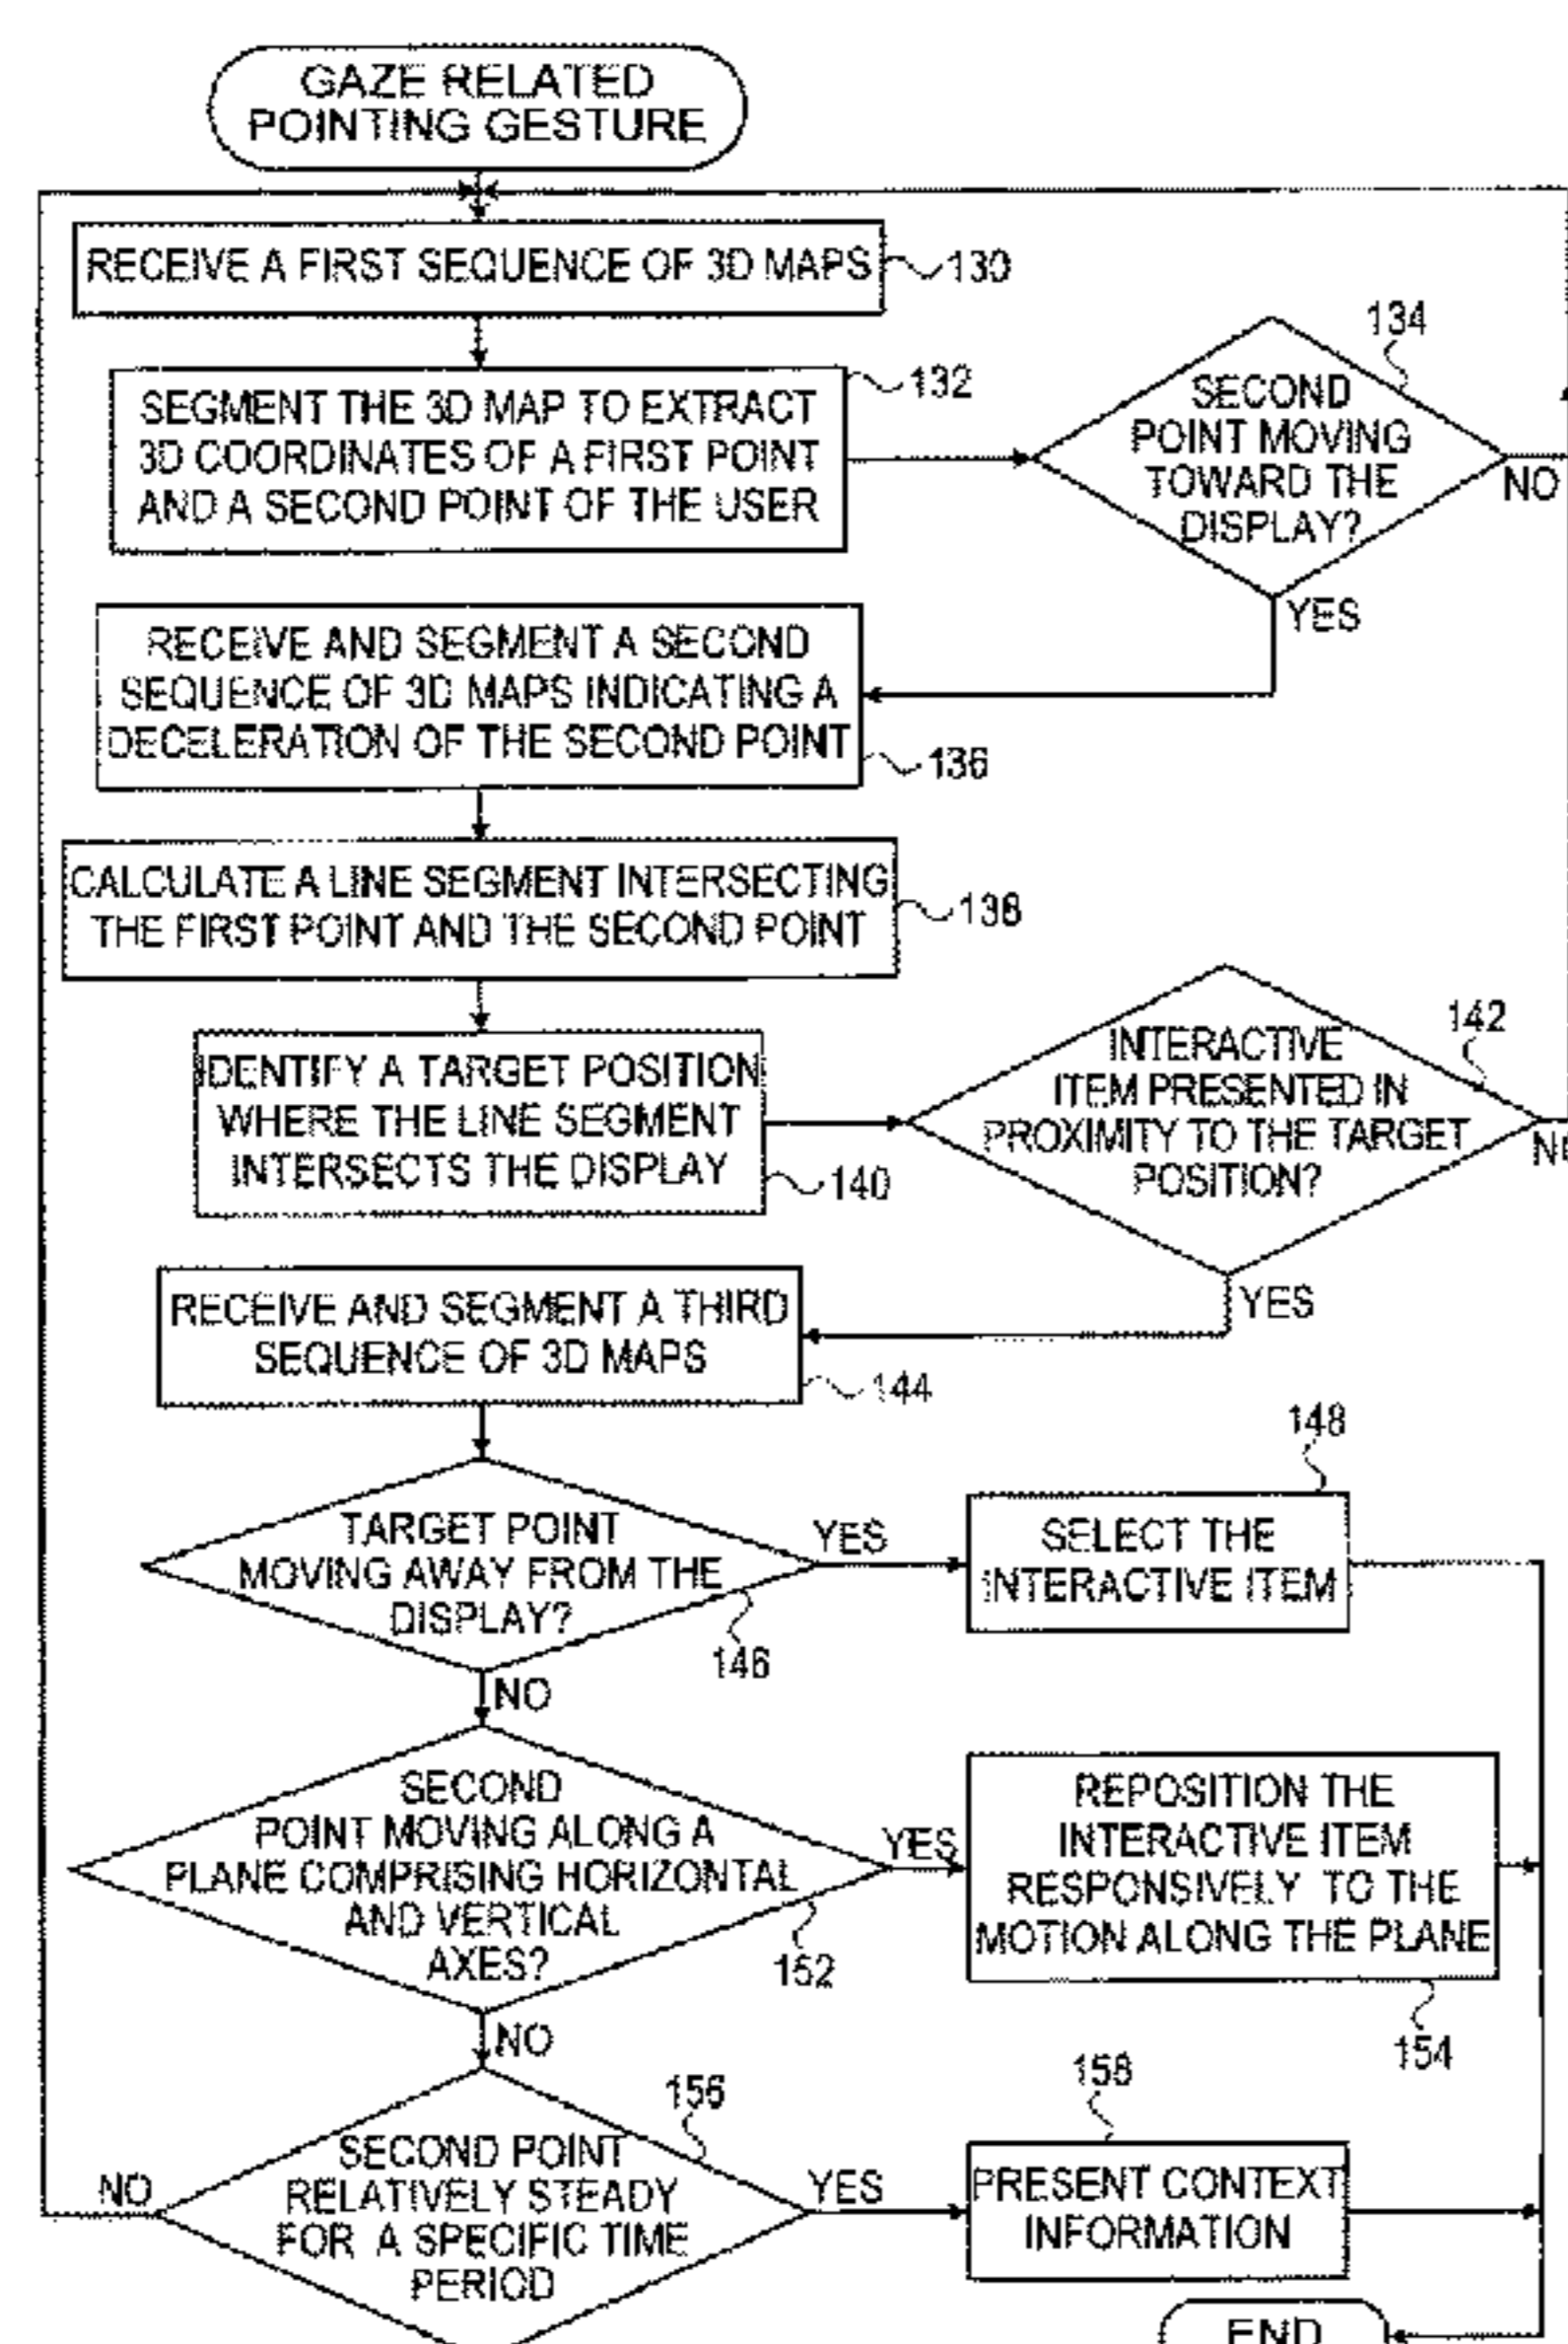 GAZE RELATED
POINTING GESTURE
RECEIVE A FIRST SEQUENCE OF 3D MAPS
130
SEGMENT THE 3D MAP TO EXTRACT
3D COORDINATES OF A FIRST POINT
AND A SECOND POINT OF THE USER
132
134
SECOND
POINT MOVING
TOWARD THE
DISPLAY?
NO
YES
RECEIVE AND SEGMENT A SECOND
SEQUENCE OF 3D MAPS INDICATING A
DECELERATION OF THE SECOND POINT
136
CALCULATE A LINE SEGMENT INTERSECTING
THE FIRST POINT AND THE SECOND POINT
138
IDENTIFY A TARGET POSITION
WHERE THE LINE SEGMENT
INTERSECTS THE DISPLAY
140
142
INTERACTIVE
ITEM PRESENTED IN
PROXIMITY TO THE TARGET
POSITION?
YES
RECEIVE AND SEGMENT A THIRD
SEQUENCE OF 3D MAPS
144
TARGET POINT
MOVING AWAY FROM THE
DISPLAY?
146
YES
148
SELECT THE
INTERACTIVE ITEM
NO
SECOND
POINT MOVING ALONG A
PLANE COMPRISING HORIZONTAL
AND VERTICAL
AXES?
152
YES
REPOSITION THE
INTERACTIVE ITEM
RESPONSIVELY TO THE
MOTION ALONG THE PLANE
154
NO
156
SECOND POINT
RELATIVELY STEADY
FOR A SPECIFIC TIME
PERIOD
NO
YES
158
PRESENT CONTEXT
INFORMATION
END